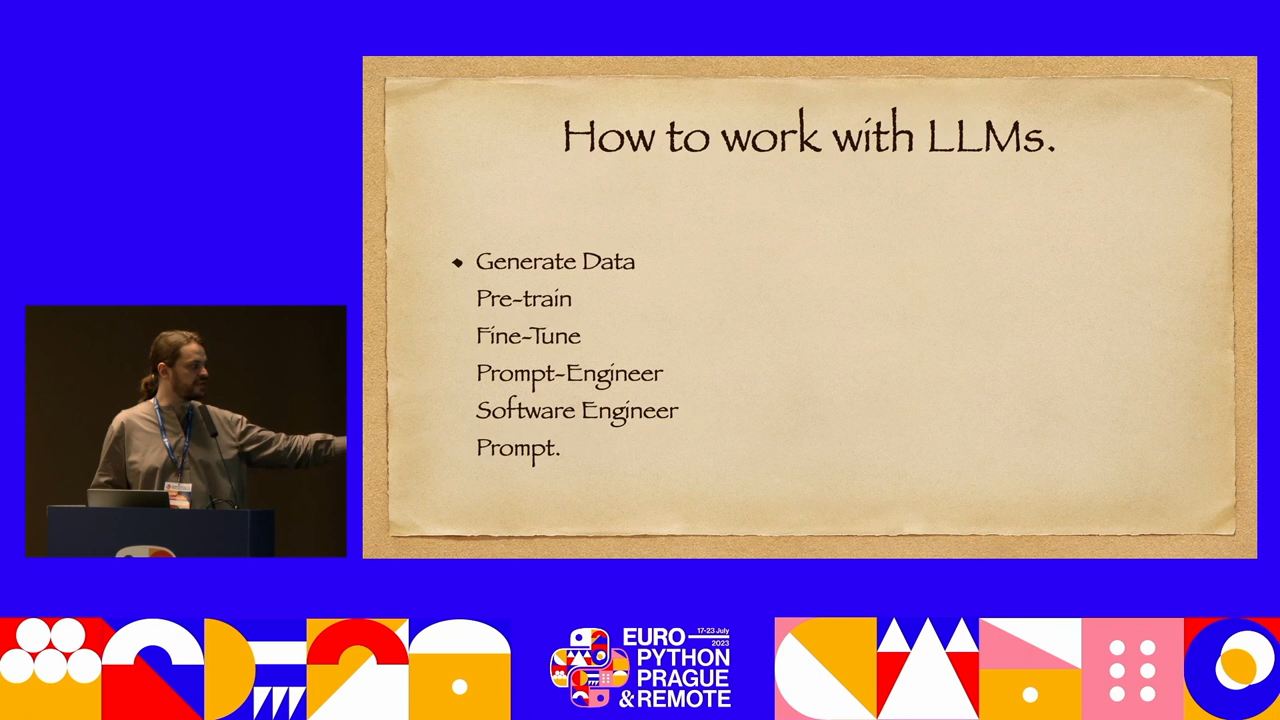 How to work with LLMs.
Generate Data
Pre-train
Fine-Tune
Prompt-Engineer
Software Engineer
Prompt.
EURO 17-23 July
2023
PYTHON
PRAGUE
& REMOTE